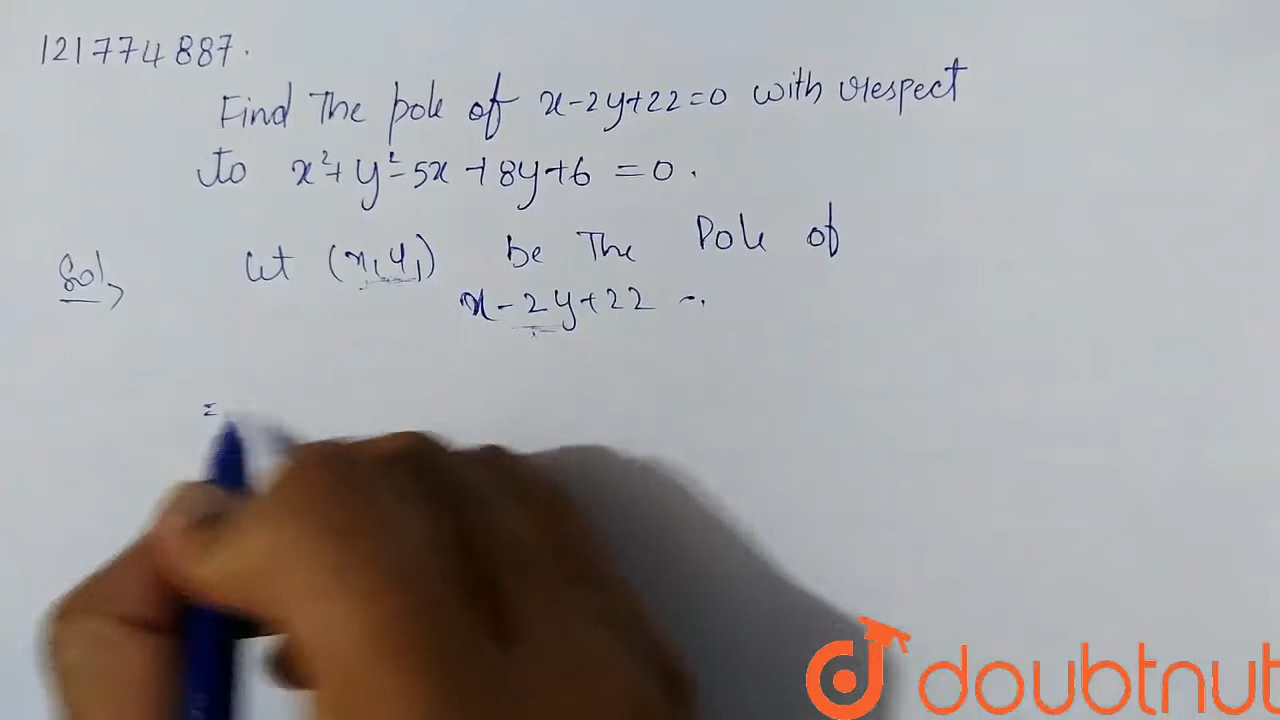 121774887.
Find The pole of x-2y+22=0 with respect
to x²+y²-5x+8y+6 =0.
Sol, Let (x₁,y₁) be The Pole of
x-2y+22
=
doubtnut